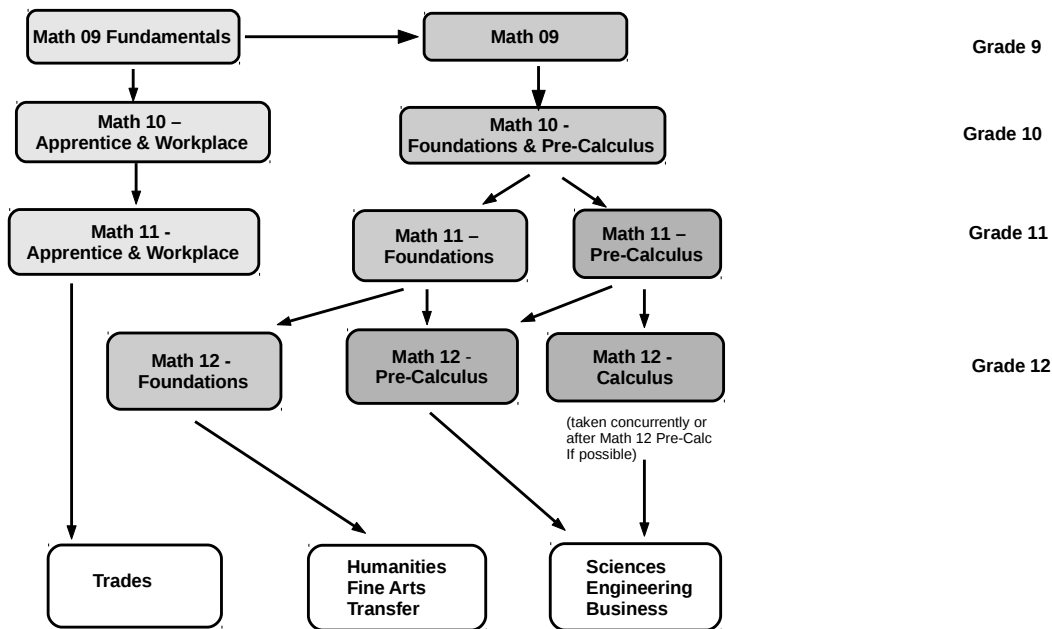 Math 09 Fundamentals
Math 09
Grade 9
Math 10 –
Apprentice & Workplace
Math 10 -
Foundations & Pre-Calculus
Grade 10
Math 11 -
Apprentice & Workplace
Math 11 –
Foundations
Math 11 –
Pre-Calculus
Grade 11
Math 12 -
Foundations
Math 12 -
Pre-Calculus
Math 12 -
Calculus
Grade 12
(taken concurrently or
after Math 12 Pre-Calc
If possible)
Trades
Humanities
Fine Arts
Transfer
Sciences
Engineering
Business